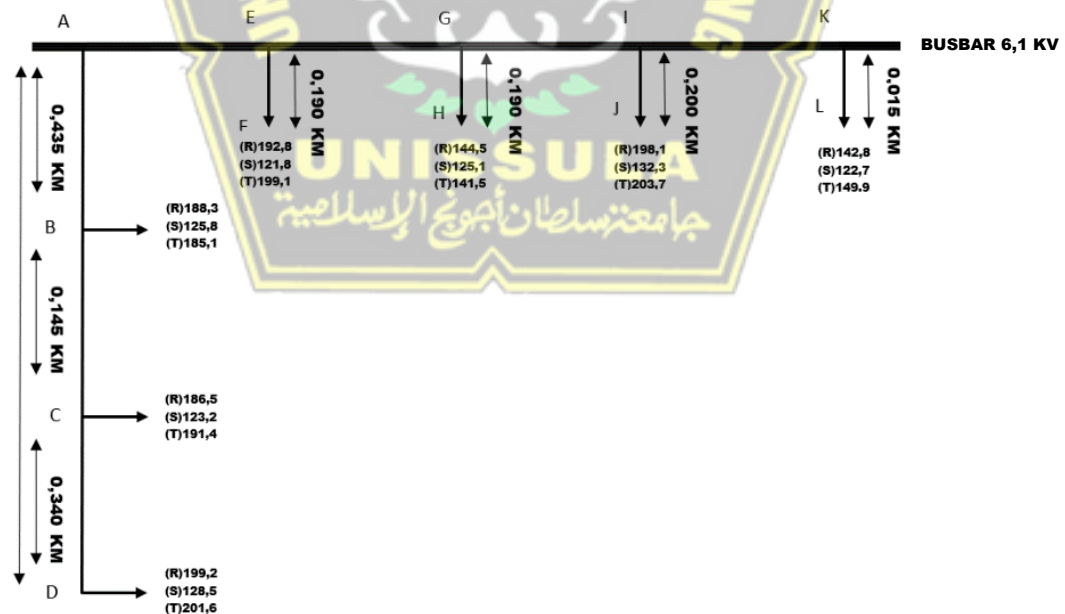 A
E
G
I
K
BUSBAR 6,1 KV
0,435 KM
0,190 KM
0,190 KM
0,200 KM
0.015 KM
F
H
J
L
(R)192,8
(S)121,8
(T)199,1
(R)144,5
(S)125,1
(T)141,5
(R)198,1
(S)132,3
(T)203,7
(R)142,8
(S)122,7
(T)149.9
UNISSULA
جامعة سلطان أجونج الإسلامية
B
(R)188,3
(S)125,8
(T)185,1
0,145 KM
C
(R)186,5
(S)123,2
(T)191,4
0,340 KM
D
(R)199,2
(S)128,5
(T)201,6